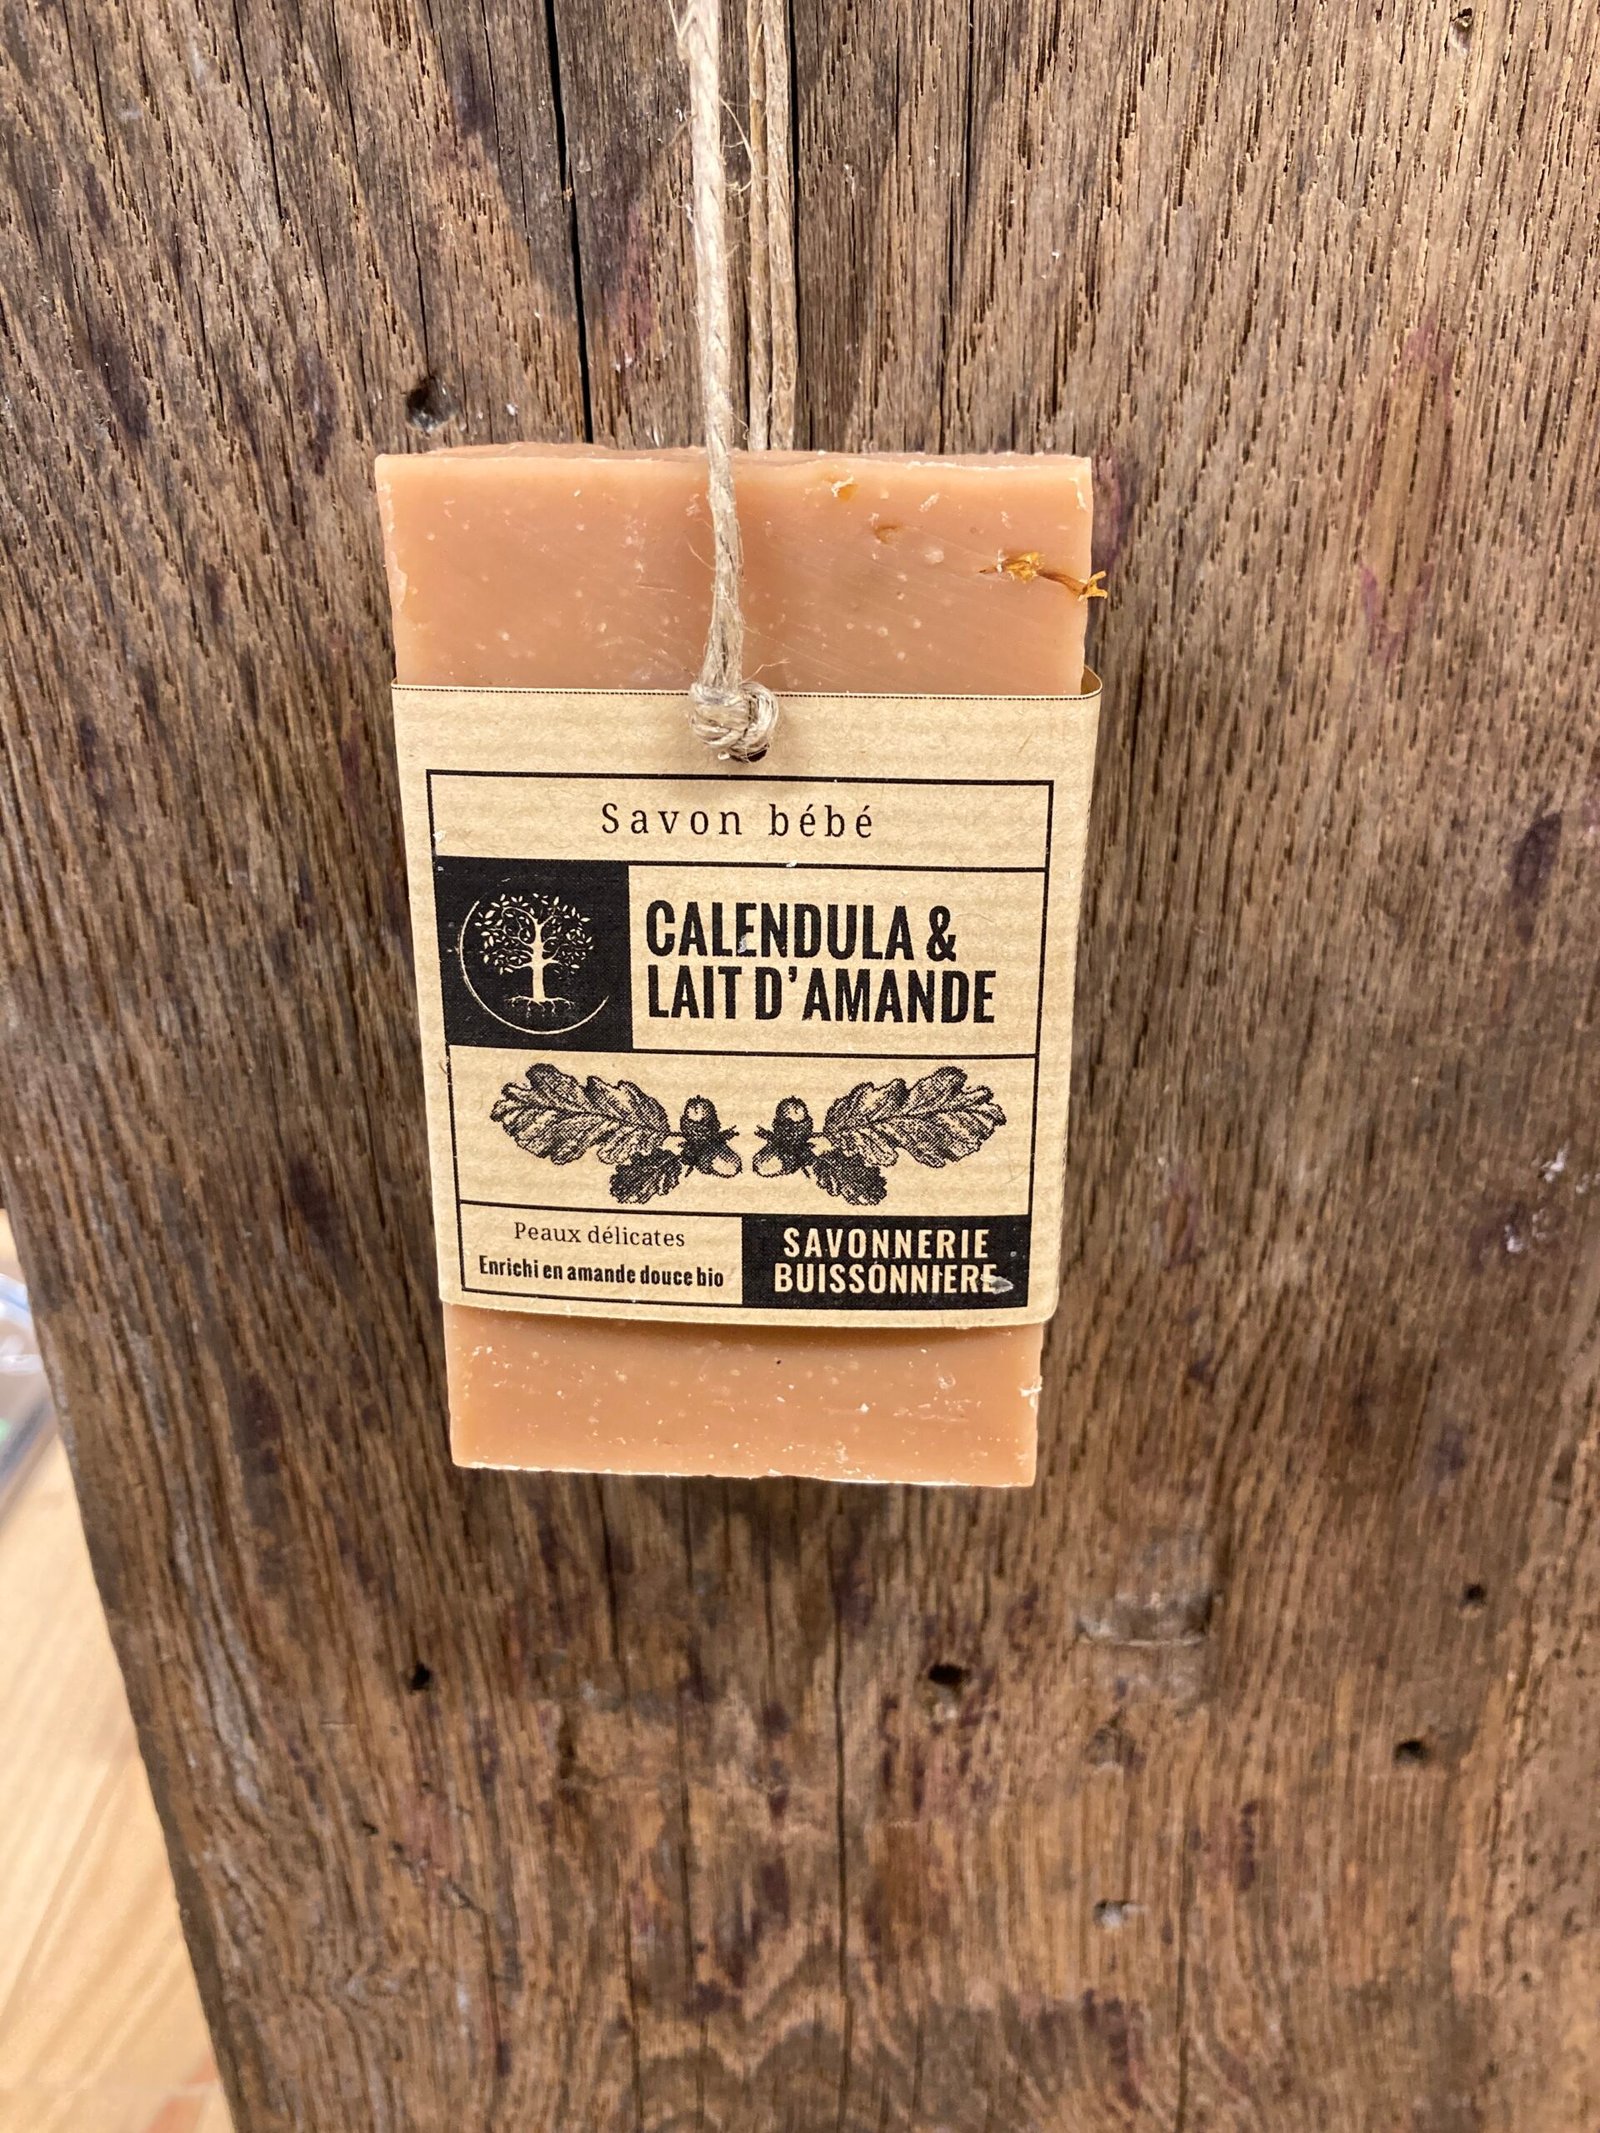 Savon bébé
CALENDULA &
LAIT D'AMANDE
Peaux délicates
Enrichi en amande douce bio
SAVONNERIE
BUISSONNIERE